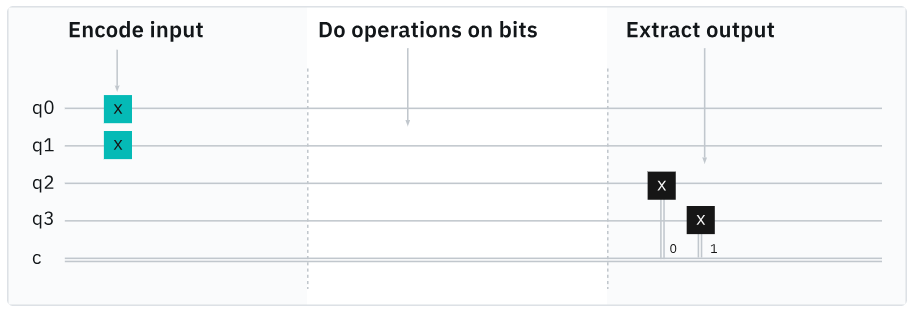 Encode input Do operations on bits Extract output
q0 X
q1 X
q2 X
q3 X
c 0 1